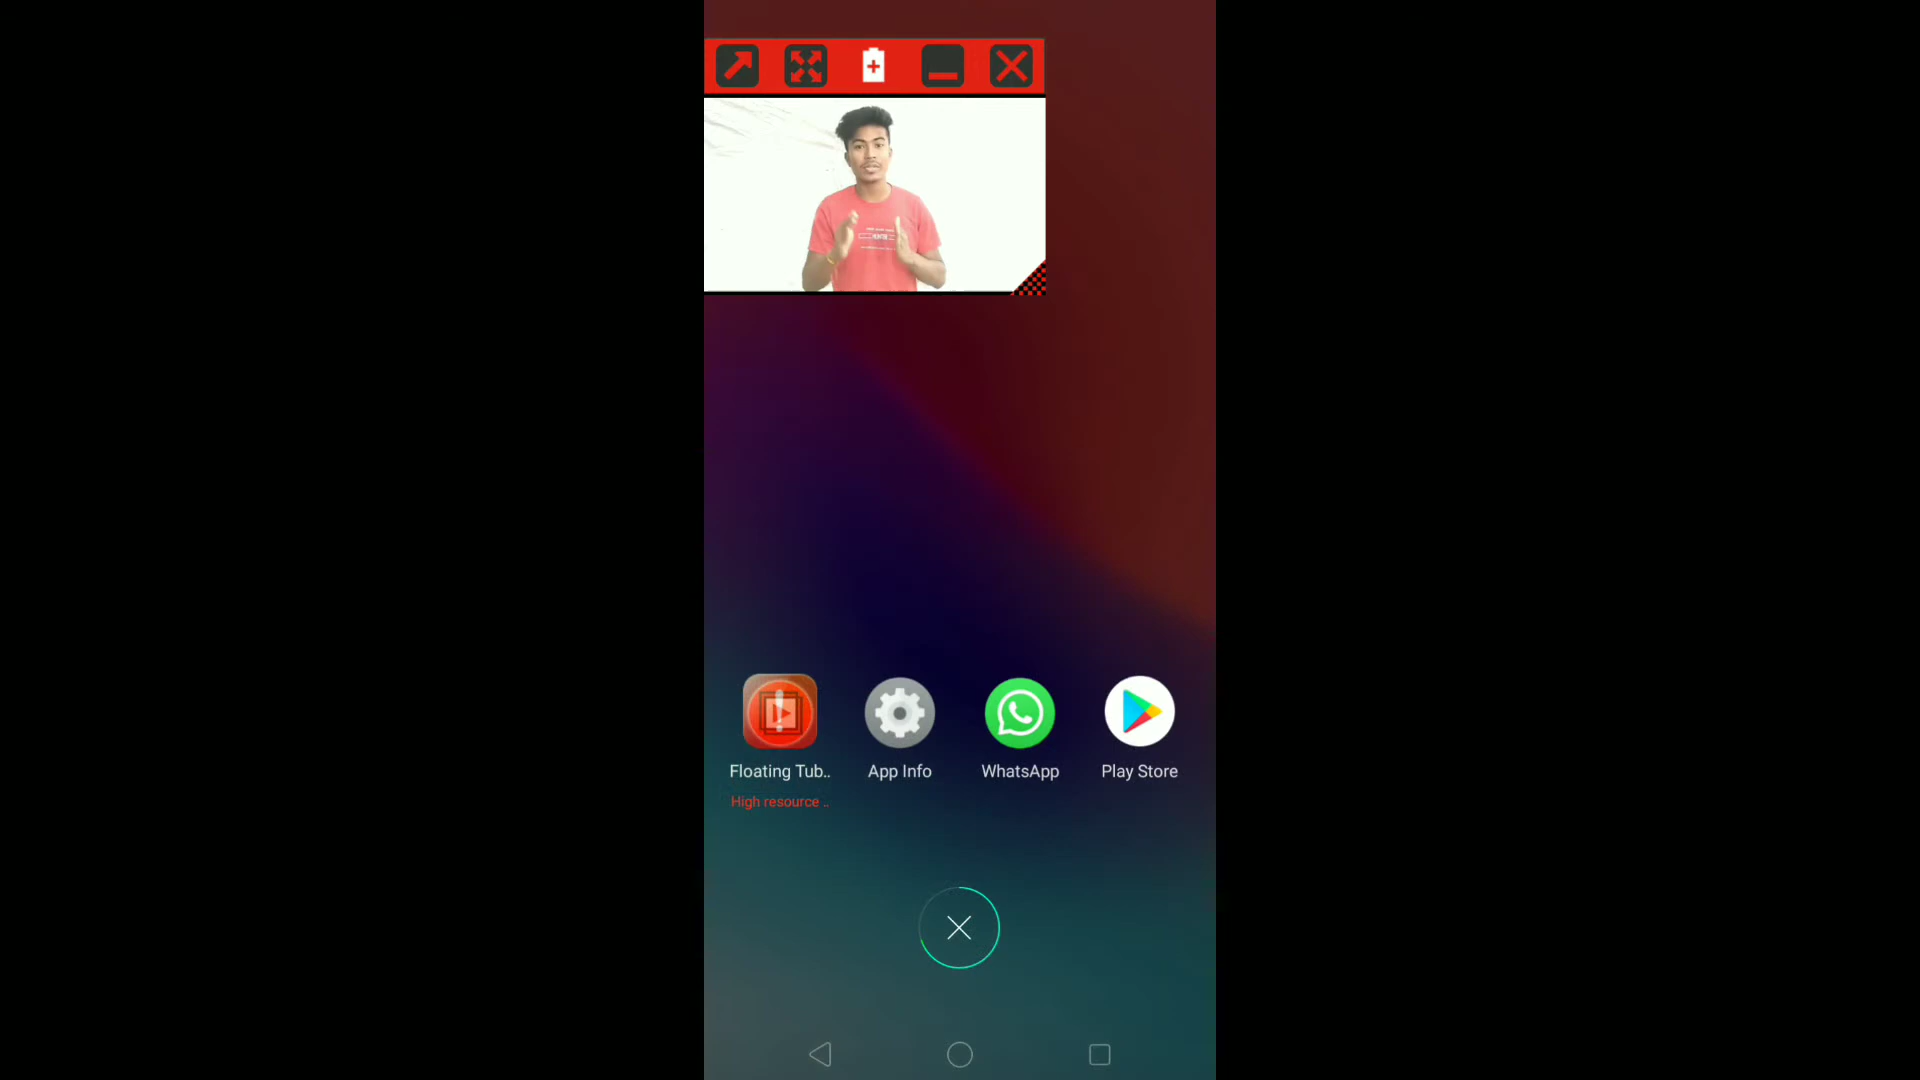 Floating Tub..
App Info
WhatsApp
Play Store
High resource ..